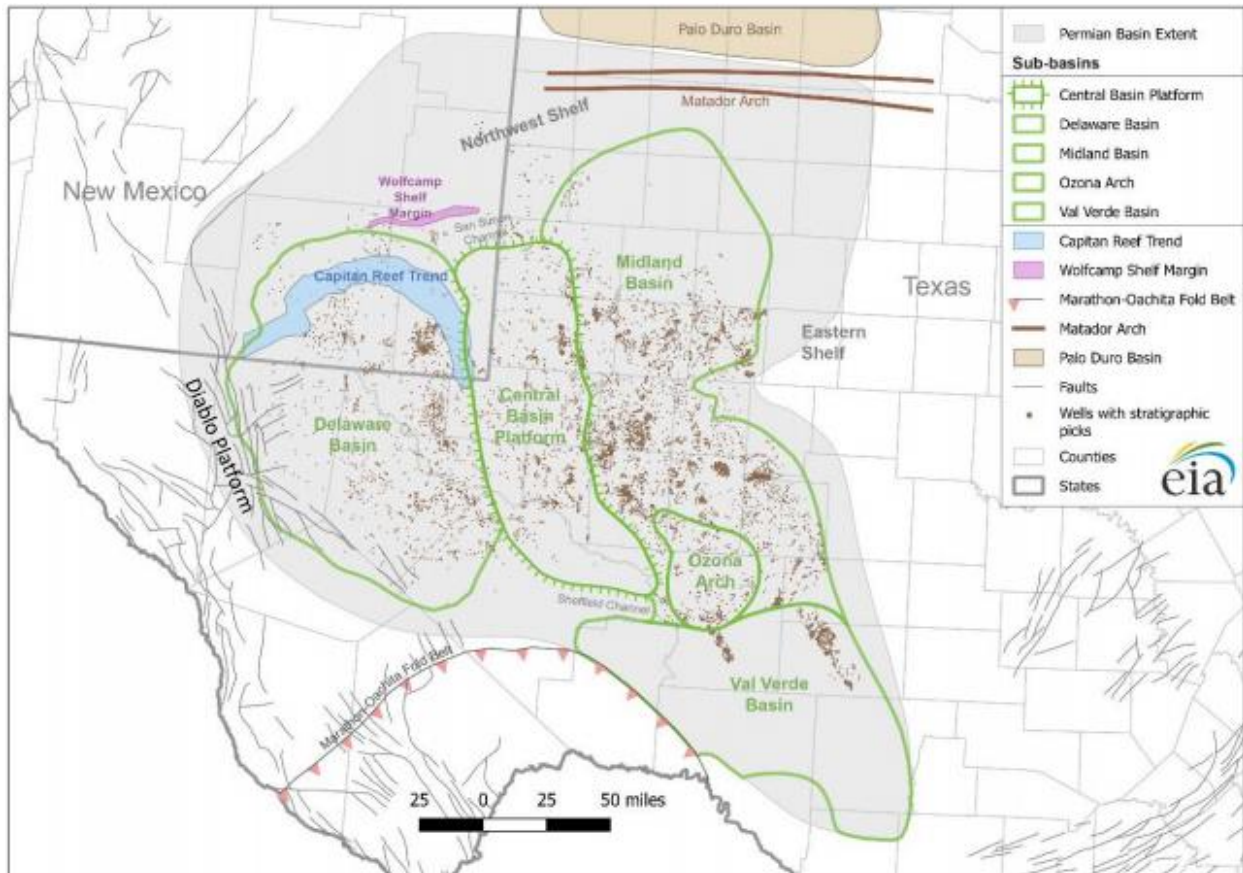 Palo Duro Basin
Matador Arch
Northwest Shelf
New Mexico
Wolfcamp
Shelf
Margin
San Simon
Channel
Capitan Reef Trend
Midland
Basin
Texas
Eastern
Shelf
Diablo Platform
Delaware
Basin
Central
Basin
Platform
Ozona
Arch
Sheffield Channel
Marathon-Oachita Fold Belt
Val Verde
Basin
25 0 25 50 miles
Permian Basin Extent
Sub-basins
Central Basin Platform
Delaware Basin
Midland Basin
Ozona Arch
Val Verde Basin
Capitan Reef Trend
Wolfcamp Shelf Margin
Marathon-Oachita Fold Belt
Matador Arch
Palo Duro Basin
Faults
Wells with stratigraphic
picks
Counties
States
eia